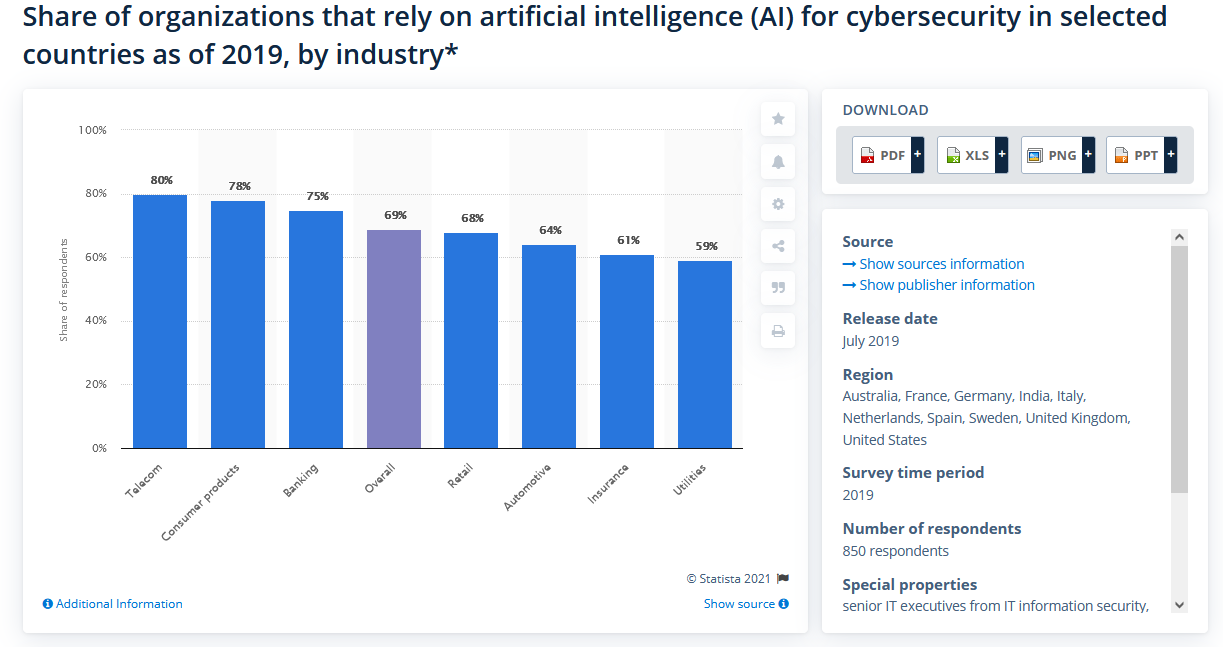 Share of organizations that rely on artificial intelligence (AI) for cybersecurity in selected
countries as of 2019, by industry*
100%
80%
60%
40%
20%
0%
Share of respondents
80%
78%
75%
69%
68%
64%
61%
59%
Telecom
Consumer products
Banking
Overall
Retail
Automotive
Insurance
Utilities
© Statista 2021
Additional Information
Show source
DOWNLOAD
PDF +
XLS +
PNG +
PPT +
Source
Show sources information
Show publisher information
Release date
July 2019
Region
Australia, France, Germany, India, Italy,
Netherlands, Spain, Sweden, United Kingdom,
United States
Survey time period
2019
Number of respondents
850 respondents
Special properties
senior IT executives from IT information security,